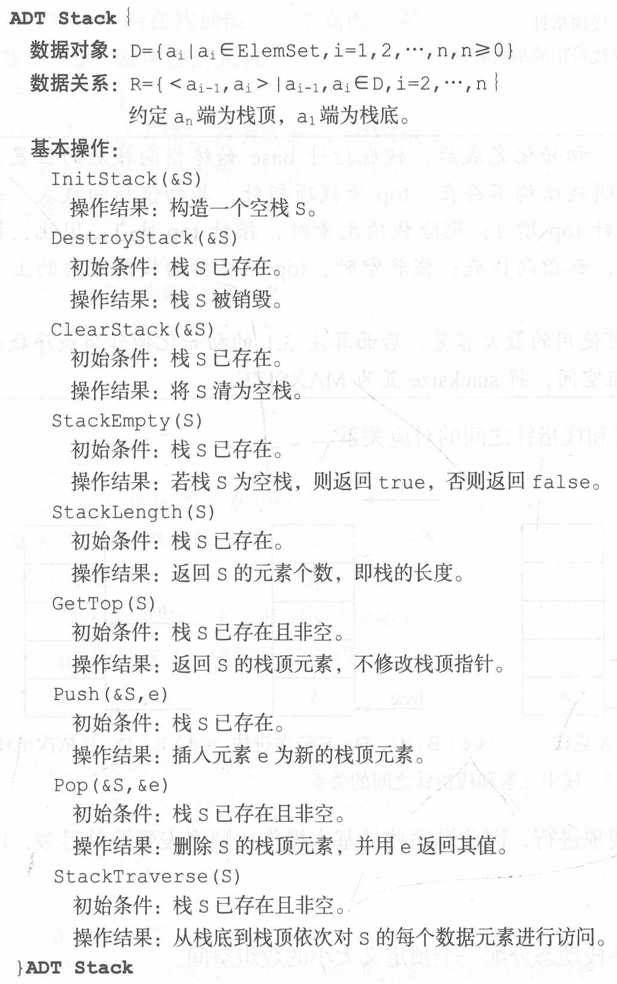 ADT Stack {
数据对象：D={aᵢ|aᵢ∈ElemSet,i=1,2,…,n,n≥0}
数据关系：R={<aᵢ₋₁,aᵢ>|aᵢ₋₁,aᵢ∈D,i=2,…,n}
约定 aₙ 端为栈顶，a₁ 端为栈底。
基本操作：
InitStack(&S)
操作结果：构造一个空栈 S。
DestroyStack(&S)
初始条件：栈 S 已存在。
操作结果：栈 S 被销毁。
ClearStack(&S)
初始条件：栈 S 已存在。
操作结果：将 S 清为空栈。
StackEmpty(S)
初始条件：栈 S 已存在。
操作结果：若栈 S 为空栈，则返回 true，否则返回 false。
StackLength(S)
初始条件：栈 S 已存在。
操作结果：返回 S 的元素个数，即栈的长度。
GetTop(S)
初始条件：栈 S 已存在且非空。
操作结果：返回 S 的栈顶元素，不修改栈顶指针。
Push(&S,e)
初始条件：栈 S 已存在。
操作结果：插入元素 e 为新的栈顶元素。
Pop(&S,&e)
初始条件：栈 S 已存在且非空。
操作结果：删除 S 的栈顶元素，并用 e 返回其值。
StackTraverse(S)
初始条件：栈 S 已存在且非空。
操作结果：从栈底到栈顶依次对 S 的每个数据元素进行访问。
}ADT Stack